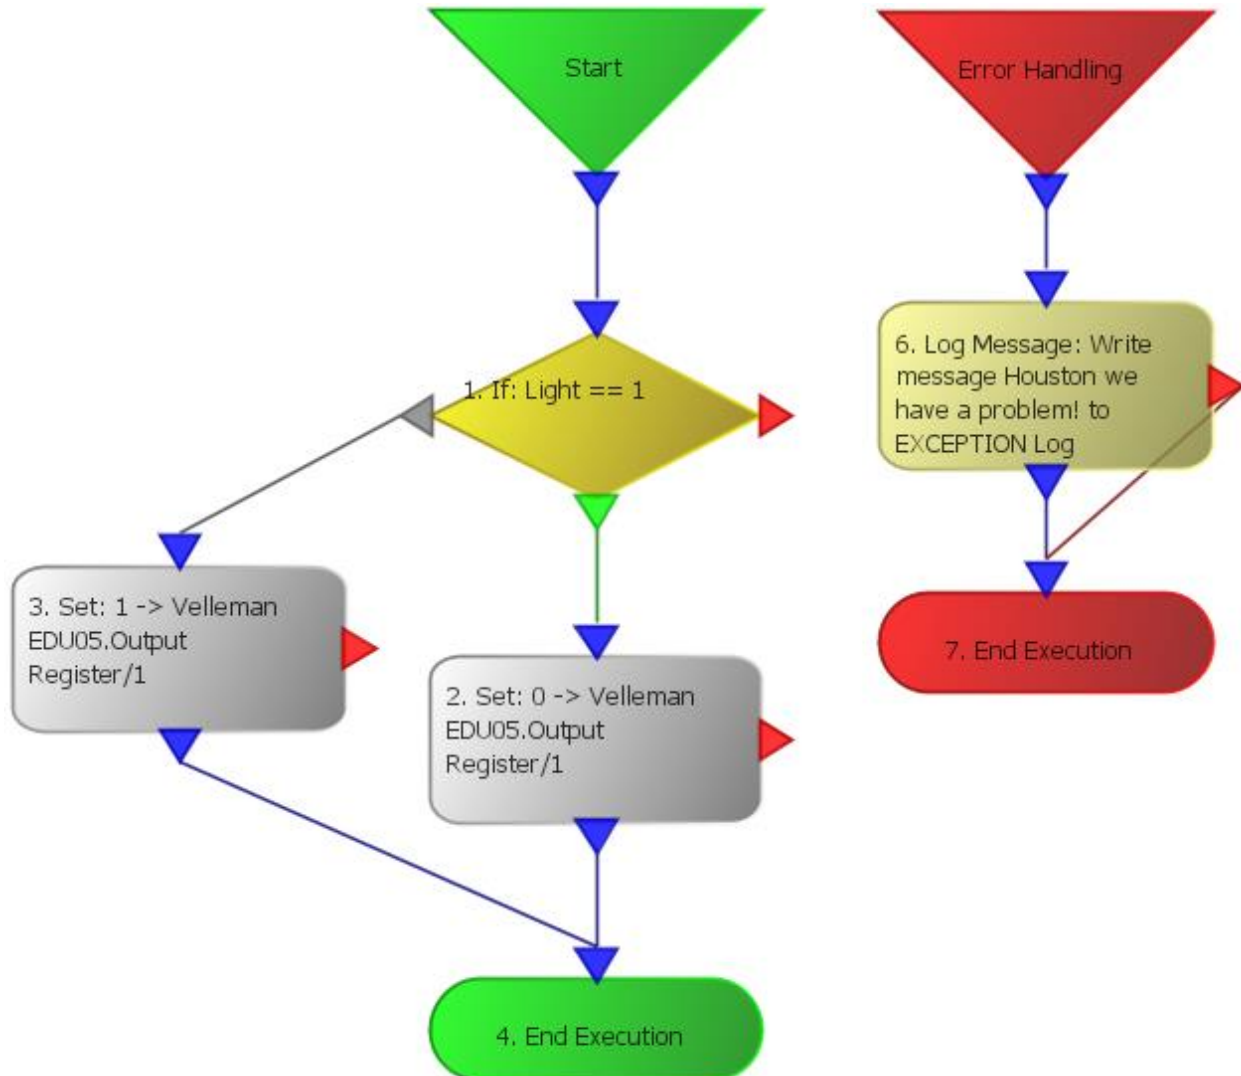 Start
Error Handling
1. If: Light == 1
6. Log Message: Write
message Houston we
have a problem! to
EXCEPTION Log
3. Set: 1 -> Velleman
EDU05.Output
Register/1
2. Set: 0 -> Velleman
EDU05.Output
Register/1
7. End Execution
4. End Execution